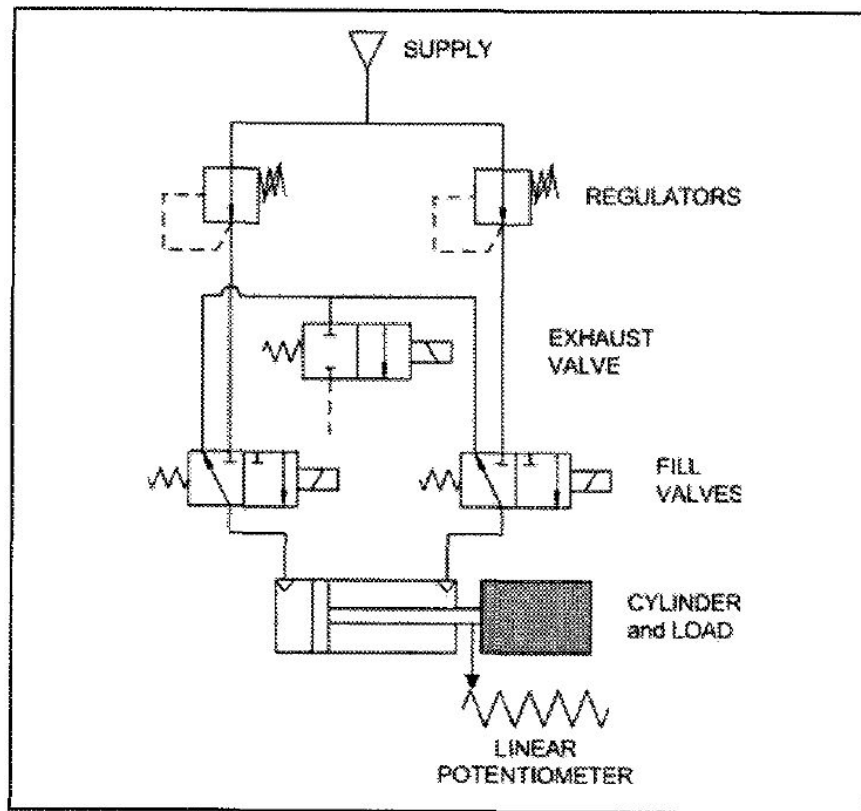 SUPPLY
REGULATORS
EXHAUST
VALVE
FILL
VALVES
CYLINDER
and LOAD
LINEAR
POTENTIOMETER